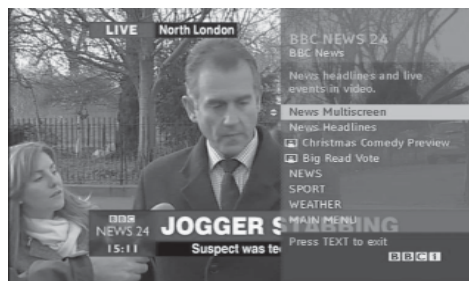 LIVE North London
BBC NEWS 24
BBC News
News headlines and live
events in video.
News Multiscreen
News Headlines
Christmas Comedy Preview
Big Read Vote
NEWS
SPORT
WEATHER
MAIN MENU
Press TEXT to exit
BBC 1
BBC
NEWS 24
15:11
JOGGER STABBING
Suspect was te